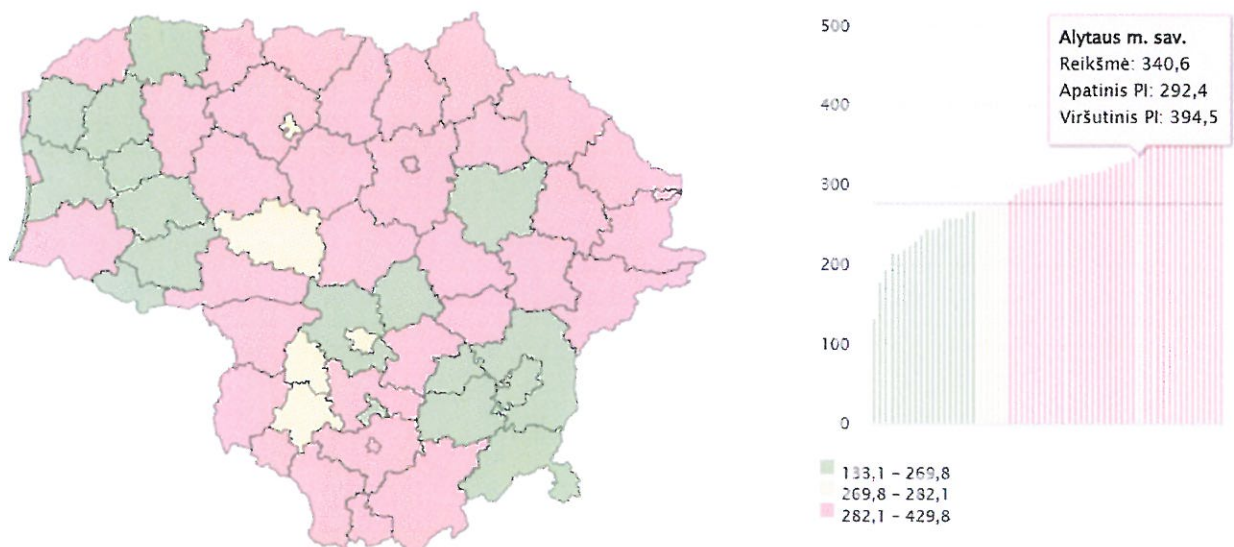 500
400
300
200
100
0
Alytaus m. sav.
Reikšmė: 340,6
Apatinis PI: 292,4
Viršutinis PI: 394,5
133,1 – 269,8
269,8 – 282,1
282,1 – 429,8